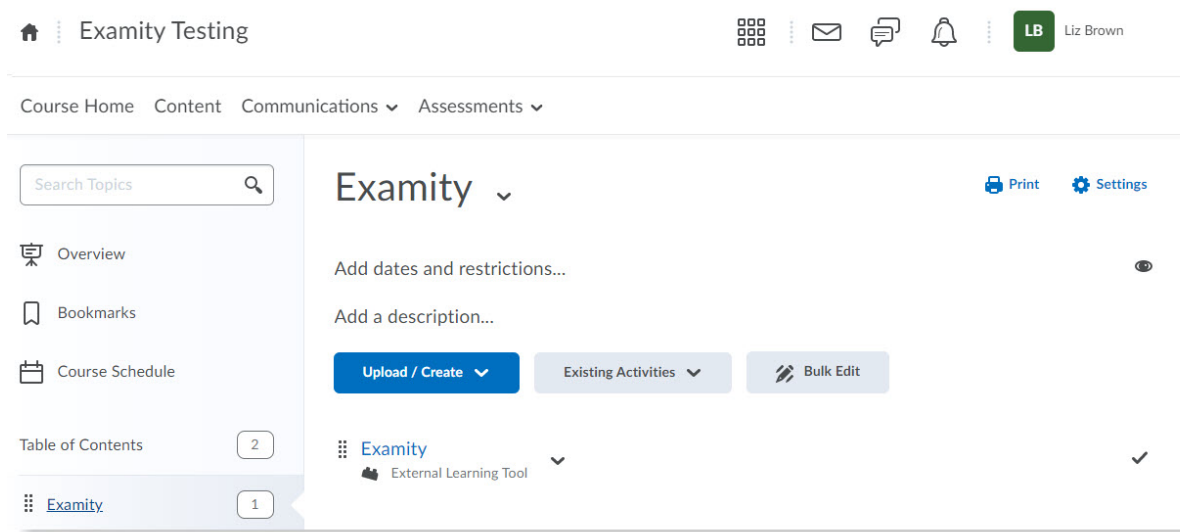 Examity Testing
LB
Liz Brown
Course Home Content Communications Assessments
Search Topics
Overview
Bookmarks
Course Schedule
Table of Contents 2
Examity 1
Examity
Print Settings
Add dates and restrictions...
Add a description...
Upload / Create Existing Activities Bulk Edit
Examity
External Learning Tool